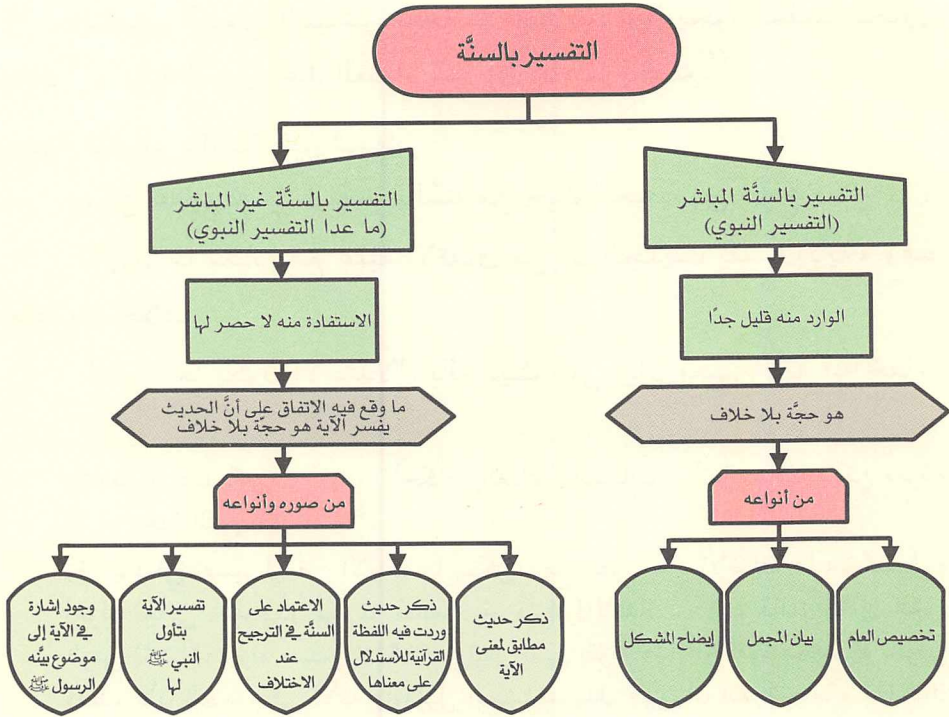 التفسير بالسنَّة
التفسير بالسنَّة المباشر
(التفسير النبوي)
الوارد منه قليل جدًا
هو حجَّة بلا خلاف
من أنواعه
تخصيص العام
بيان المجمل
إيضاح المشكل
التفسير بالسنَّة غير المباشر
(ما عدا التفسير النبوي)
الاستفادة منه لا حصر لها
ما وقع فيه الاتفاق على أنَّ الحديث
يفسر الآية هو حجَّة بلا خلاف
من صوره وأنواعه
ذكر حديث
مطابق لمعنى
الآية
ذكر حديث
وردت فيه اللفظة
القرآنية للاستدلال
على معناها
الاعتماد على
السنَّة في الترجيح
عند
الاختلاف
تفسير الآية
بتأول
النبي ﷺ
لها
وجود إشارة
في الآية إلى
موضوع بيَّنه
الرسول ﷺ